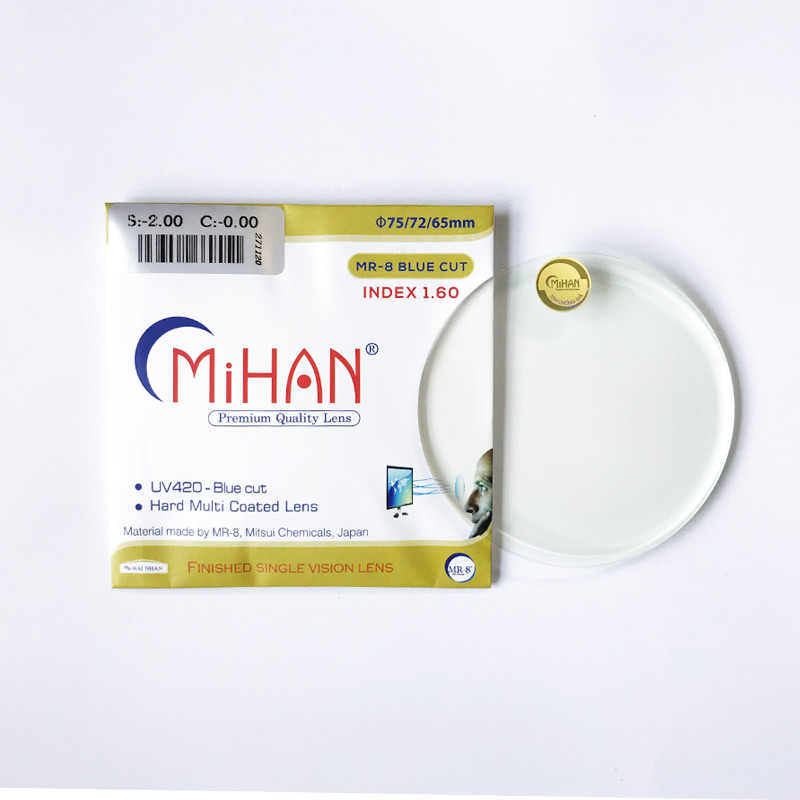 S:-2.00 C:-0.00
271120
Φ75/72/65mm
MR-8 BLUE CUT
INDEX 1.60
MiHAN®
Premium Quality Lens
MiHAN
• UV420 - Blue cut
• Hard Multi Coated Lens
Material made by MR-8, Mitsui Chemicals, Japan
HAI NHAN
FINISHED SINGLE VISION LENS
MR-8